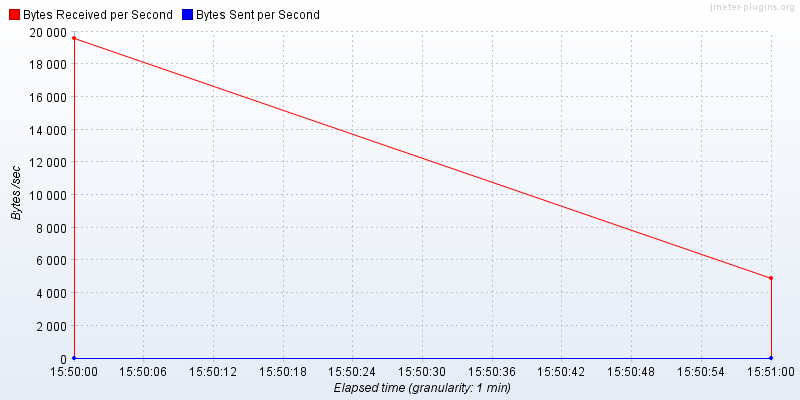 Bytes Received per Second Bytes Sent per Second
jmeter-plugins.org
20 000
18 000
16 000
14 000
12 000
10 000
8 000
6 000
4 000
2 000
0
Bytes /sec
15:50:00 15:50:06 15:50:12 15:50:18 15:50:24 15:50:30 15:50:36 15:50:42 15:50:48 15:50:54 15:51:00
Elapsed time (granularity: 1 min)